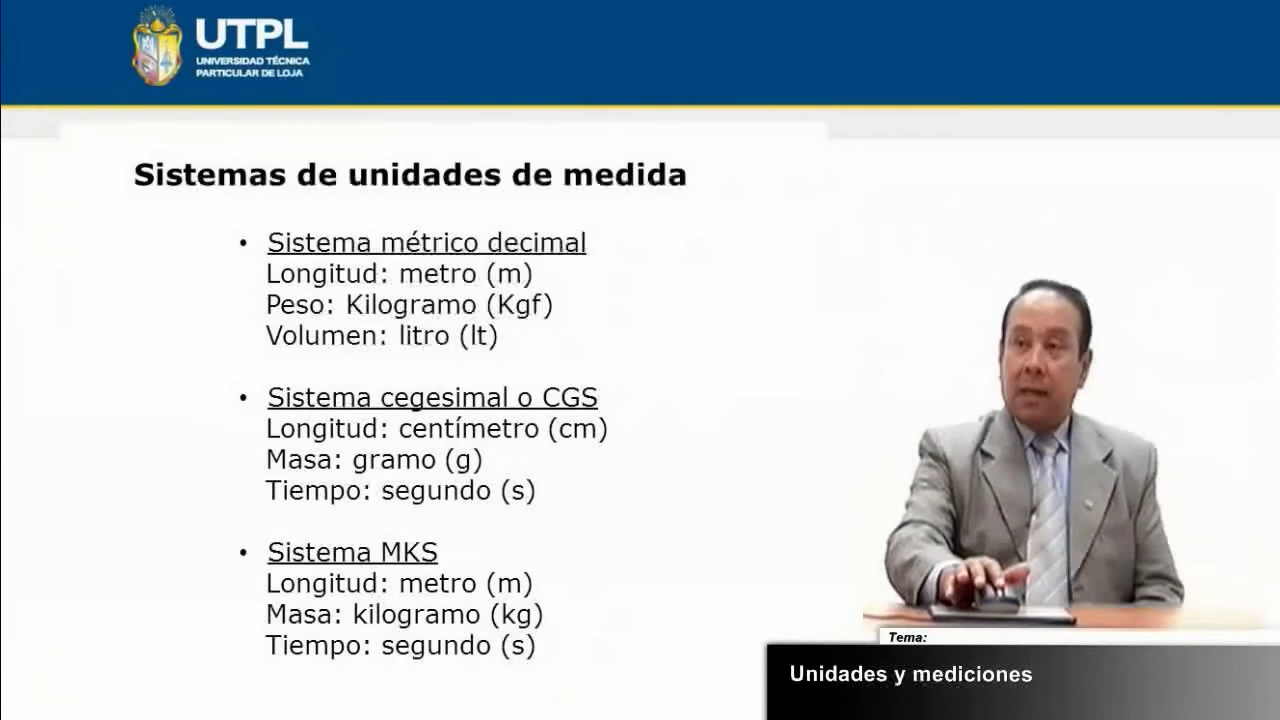 UTPL
UNIVERSIDAD TÉCNICA
PARTICULAR DE LOJA
Sistemas de unidades de medida
• Sistema métrico decimal
Longitud: metro (m)
Peso: Kilogramo (Kgf)
Volumen: litro (lt)
• Sistema cegesimal o CGS
Longitud: centímetro (cm)
Masa: gramo (g)
Tiempo: segundo (s)
• Sistema MKS
Longitud: metro (m)
Masa: kilogramo (kg)
Tiempo: segundo (s)
Tema:
Unidades y mediciones